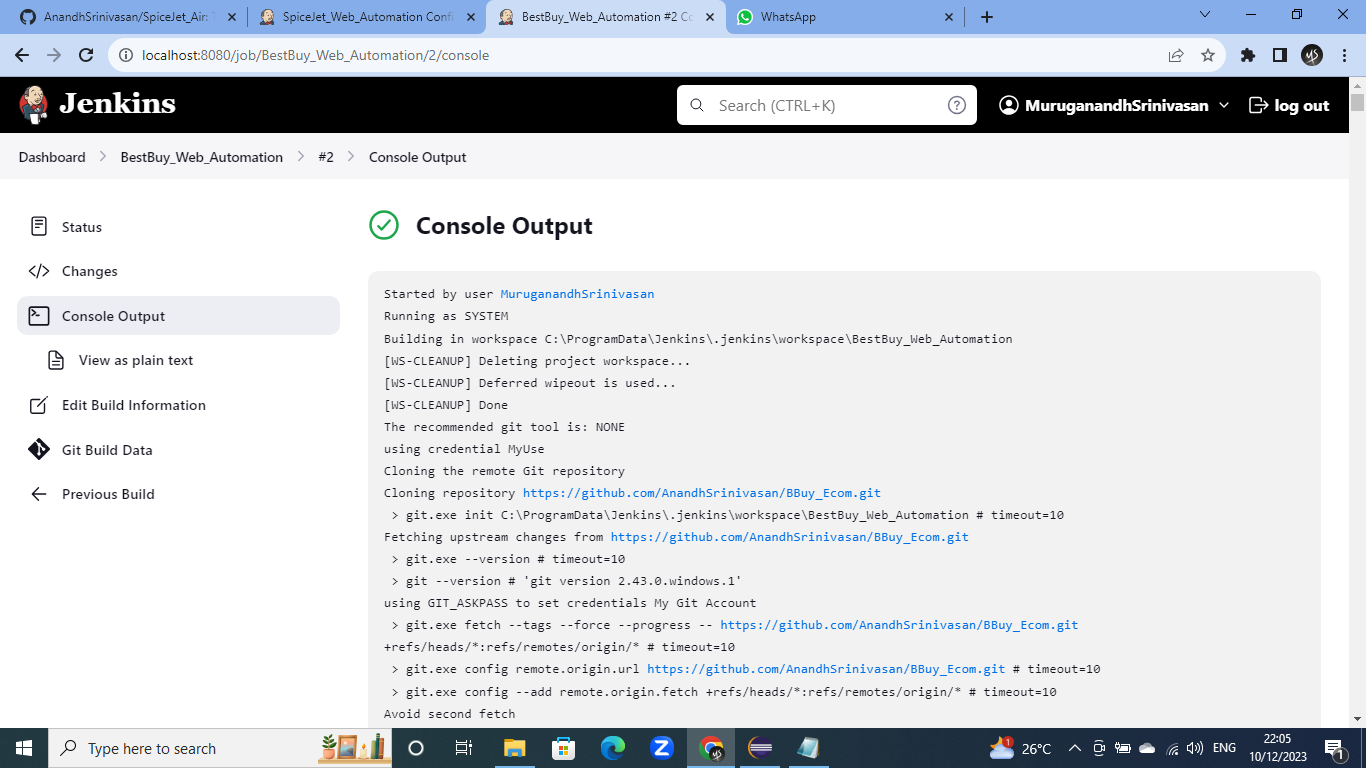 AnandhSrinivasan/SpiceJet_Air:
SpiceJet_Web_Automation Confi
BestBuy_Web_Automation #2 Co
WhatsApp
localhost:8080/job/BestBuy_Web_Automation/2/console
Jenkins
Search (CTRL+K)
MuruganandhSrinivasan
log out
Dashboard
BestBuy_Web_Automation
#2
Console Output
Status
Changes
Console Output
View as plain text
Edit Build Information
Git Build Data
Previous Build
Console Output
Started by user MuruganandhSrinivasan
Running as SYSTEM
Building in workspace C:\ProgramData\Jenkins\.jenkins\workspace\BestBuy_Web_Automation
[WS-CLEANUP] Deleting project workspace...
[WS-CLEANUP] Deferred wipeout is used...
[WS-CLEANUP] Done
The recommended git tool is: NONE
using credential MyUse
Cloning the remote Git repository
Cloning repository https://github.com/AnandhSrinivasan/BBuy_Ecom.git
> git.exe init C:\ProgramData\Jenkins\.jenkins\workspace\BestBuy_Web_Automation # timeout=10
Fetching upstream changes from https://github.com/AnandhSrinivasan/BBuy_Ecom.git
> git.exe --version # timeout=10
> git --version # 'git version 2.43.0.windows.1'
using GIT_ASKPASS to set credentials My Git Account
> git.exe fetch --tags --force --progress -- https://github.com/AnandhSrinivasan/BBuy_Ecom.git
+refs/heads/*:refs/remotes/origin/* # timeout=10
> git.exe config remote.origin.url https://github.com/AnandhSrinivasan/BBuy_Ecom.git # timeout=10
> git.exe config --add remote.origin.fetch +refs/heads/*:refs/remotes/origin/* # timeout=10
Avoid second fetch
Type here to search
1
26°C
ENG
22:05
10/12/2023
1